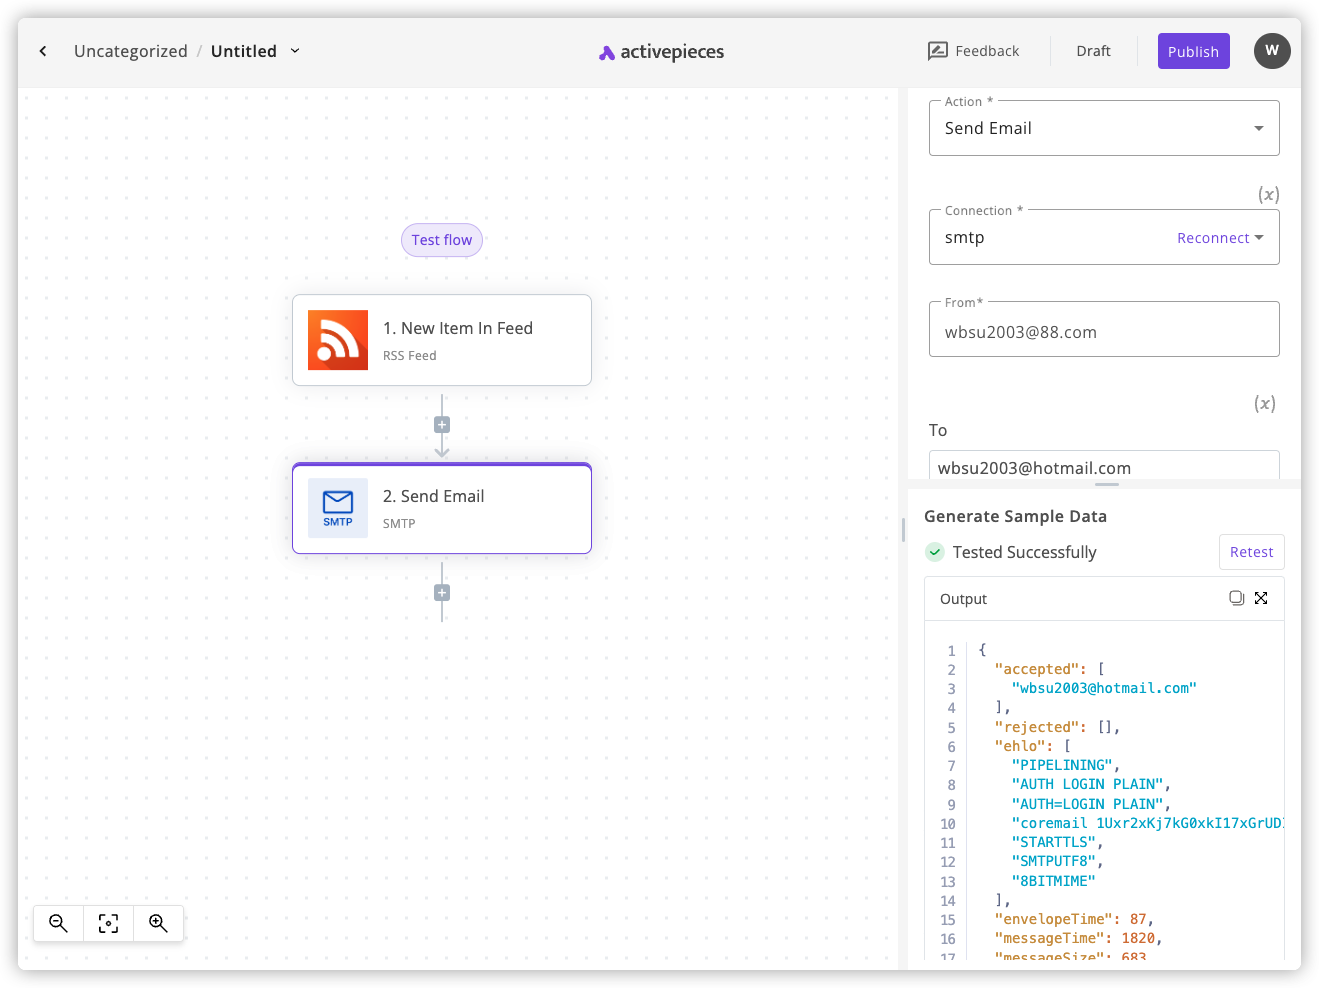 Uncategorized / Untitled
activepieces
Feedback
Draft
Publish
W
Test flow
1. New Item In Feed
RSS Feed
SMTP
2. Send Email
SMTP
Action *
Send Email
(x)
Connection *
smtp
Reconnect
From*
wbsu2003@88.com
(x)
To
wbsu2003@hotmail.com
Generate Sample Data
Tested Successfully
Retest
Output
1 {
2 "accepted": [
3 "wbsu2003@hotmail.com"
4 ],
5 "rejected": [],
6 "ehlo": [
7 "PIPELINING",
8 "AUTH LOGIN PLAIN",
9 "AUTH=LOGIN PLAIN",
10 "coremail
11 "STARTTLS",
12 "SMTPUTF8",
13 "8BITMIME"
14 ],
15 "envelopeTime": 87,
16 "messageTime": 1820,
17 "messageSize": 683